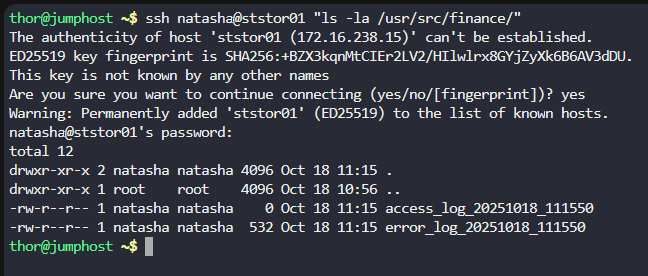 thor@jumphost ~$ ssh natasha@ststor01 "ls -la /usr/src/finance/"
The authenticity of host 'ststor01 (172.16.238.15)' can't be established.
ED25519 key fingerprint is SHA256:+BZX3kqnMtCIEr2LV2/HIlwlrx8GYjZyXk6B6AV3dDU.
This key is not known by any other names
Are you sure you want to continue connecting (yes/no/[fingerprint])? yes
Warning: Permanently added 'ststor01' (ED25519) to the list of known hosts.
natasha@ststor01's password:
total 12
drwxr-xr-x 2 natasha natasha 4096 Oct 18 11:15 .
drwxr-xr-x 1 root    root    4096 Oct 18 10:56 ..
-rw-r--r-- 1 natasha natasha    0 Oct 18 11:15 access_log_20251018_111550
-rw-r--r-- 1 natasha natasha  532 Oct 18 11:15 error_log_20251018_111550
thor@jumphost ~$